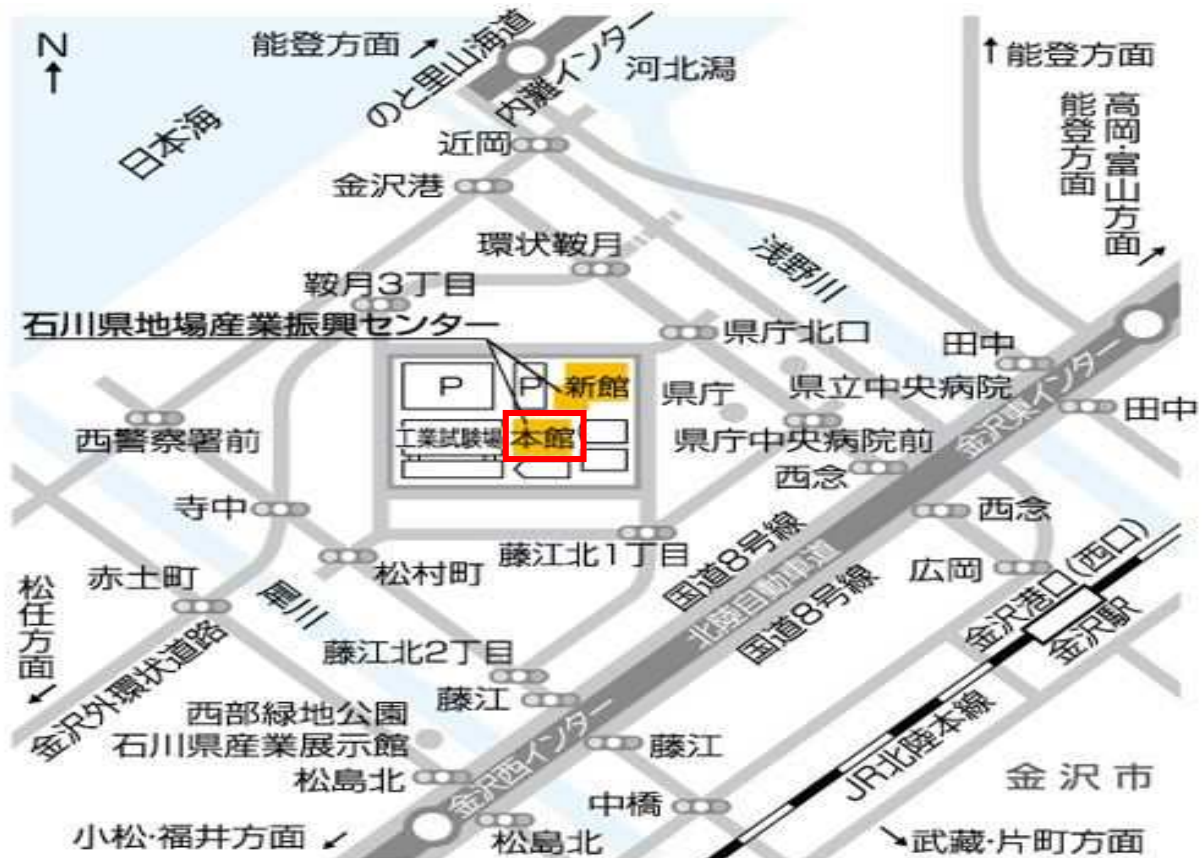 N
能登方面
のと里山海道
内灘インター
河北潟
能登方面
高岡・富山方面
能登方面
日本海
近岡
金沢港
環状鞍月
浅野川
鞍月3丁目
石川県地場産業振興センター
県庁北口
田中
P
P
新館
県庁
県立中央病院
金沢東インター
田中
西警察署前
工業試験場
本館
県庁中央病院前
西念
寺中
西念
藤江北1丁目
国道8号線
北陸自動車道
国道8号線
広岡
金沢港口(西口)
金沢駅
赤土町
松村町
松任方面
犀川
金沢外環状道路
藤江北2丁目
藤江
西部緑地公園
石川県産業展示館
金沢西インター
藤江
JR北陸本線
松島北
中橋
金沢市
小松・福井方面
松島北
武蔵・片町方面